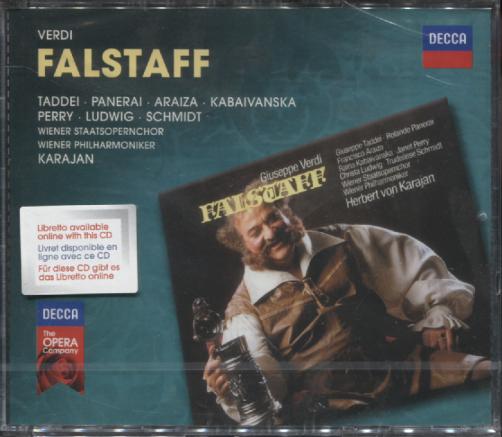 VERDI
FALSTAFF
TADDEI · PANERAI · ARAIZA · KABAIVANSKA
PERRY · LUDWIG · SCHMIDT
WIENER STAATSOPERNCHOR
WIENER PHILHARMONIKER
KARAJAN
DECCA
Giuseppe Verdi
FALSTAFF
Giuseppe Taddei · Rolando Panerai
Francisco Araiza
Raina Kabaivanska · Janet Perry
Christa Ludwig · Trudeliese Schmidt
Wiener Staatsopernchor
Wiener Philharmoniker
Herbert von Karajan
Libretto available
online with this CD
Livret disponible en
ligne avec ce CD
Für diese CD gibt es
das Libretto online
DECCA
The
OPERA
Company